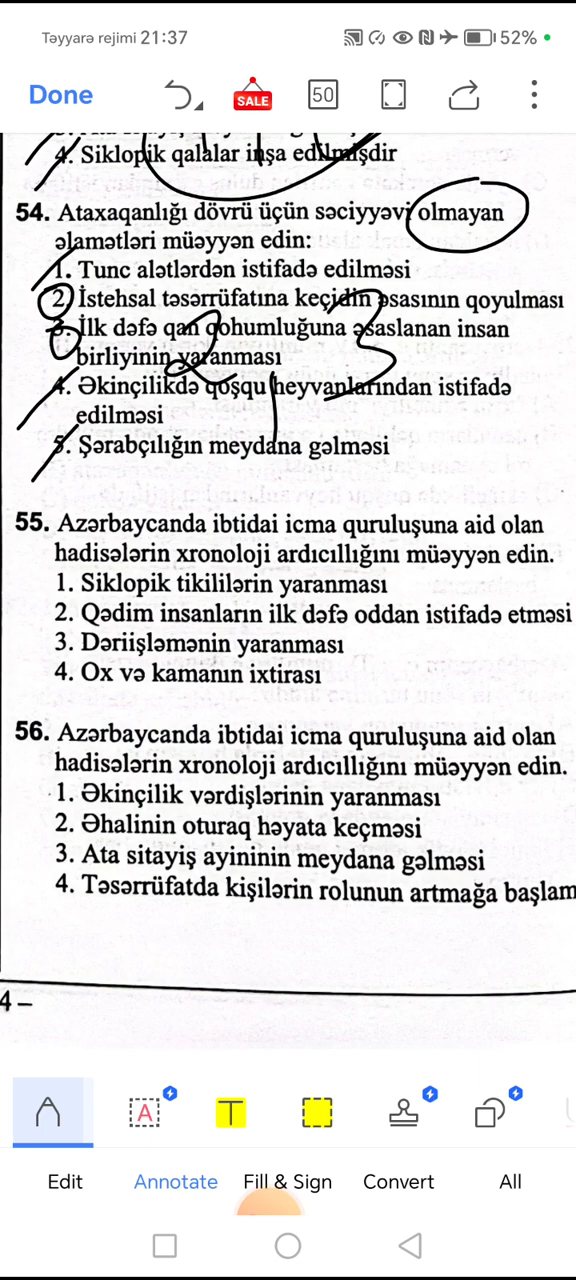 Təyyarə rejimi 21:37
52%
Done
SALE
50
4. Siklopik qalalar inşa edilmişdir
54. Ataxaqanlığı dövrü üçün səciyyəvi olmayan
əlamətləri müəyyən edin:
1. Tunc alətlərdən istifadə edilməsi
2. İstehsal təsərrüfatına keçidin əsasının qoyulması
3. İlk dəfə qan qohumluğuna əsaslanan insan
birliyinin yaranması
4. Əkinçilikdə qoşqu heyvanlarından istifadə
edilməsi
5. Şərabçılığın meydana gəlməsi
55. Azərbaycanda ibtidai icma quruluşuna aid olan
hadisələrin xronoloji ardıcıllığını müəyyən edin.
1. Siklopik tikililərin yaranması
2. Qədim insanların ilk dəfə oddan istifadə etməsi
3. Dəriişləmənin yaranması
4. Ox və kamanın ixtirası
56. Azərbaycanda ibtidai icma quruluşuna aid olan
hadisələrin xronoloji ardıcıllığını müəyyən edin.
1. Əkinçilik vərdişlərinin yaranması
2. Əhalinin oturaq həyata keçməsi
3. Ata sitayiş ayininin meydana gəlməsi
4. Təsərrüfatda kişilərin rolunun artmağa başlam
4 –
A
T
Edit
Annotate
Fill & Sign
Convert
All